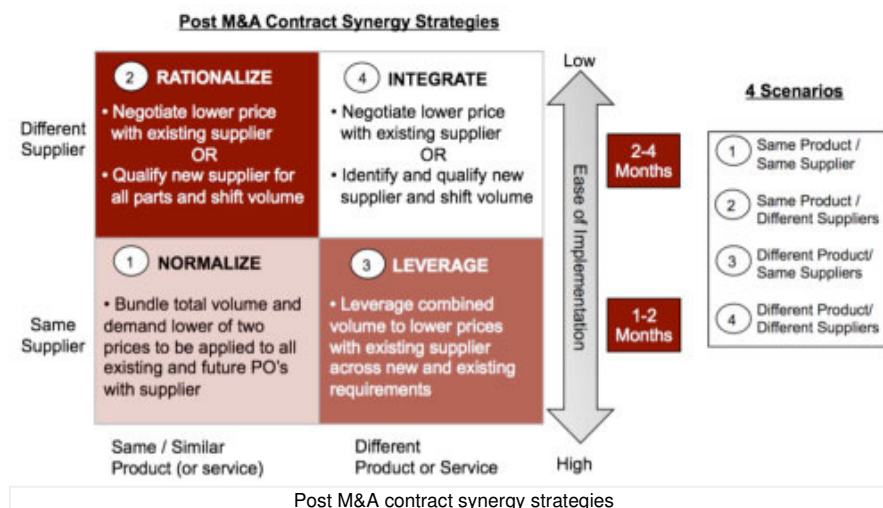 Post M&A Contract Synergy Strategies
Different
Supplier
2 RATIONALIZE
• Negotiate lower price
with existing supplier
OR
• Qualify new supplier for
all parts and shift volume
4 INTEGRATE
• Negotiate lower price
with existing supplier
OR
• Identify and qualify new
supplier and shift volume
Same
Supplier
1 NORMALIZE
• Bundle total volume and
demand lower of two
prices to be applied to all
existing and future PO's
with supplier
3 LEVERAGE
• Leverage combined
volume to lower prices
with existing supplier
across new and existing
requirements
Same / Similar
Product (or service)
Different
Product or Service
Low
Ease of Implementation
High
2-4
Months
1-2
Months
4 Scenarios
1 Same Product /
Same Supplier
2 Same Product /
Different Suppliers
3 Different Product/
Same Suppliers
4 Different Product/
Different Suppliers
Post M&A contract synergy strategies